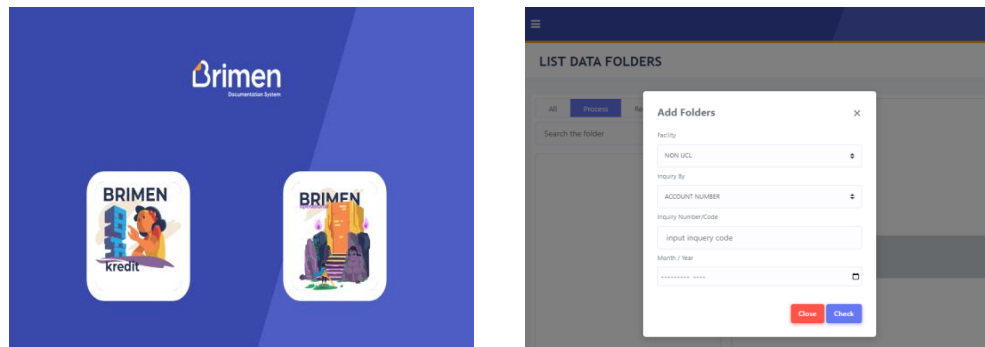 Brimen
Documentation System
BRIMEN
kredit
BRIMEN
LIST DATA FOLDERS
All Process Re
Search the folder
Add Folders ×
Facility
NON UCL
Inquiry By
ACCOUNT NUMBER
Inquiry Number/Code
input inquery code
Month / Year
--------- ----
Close Check